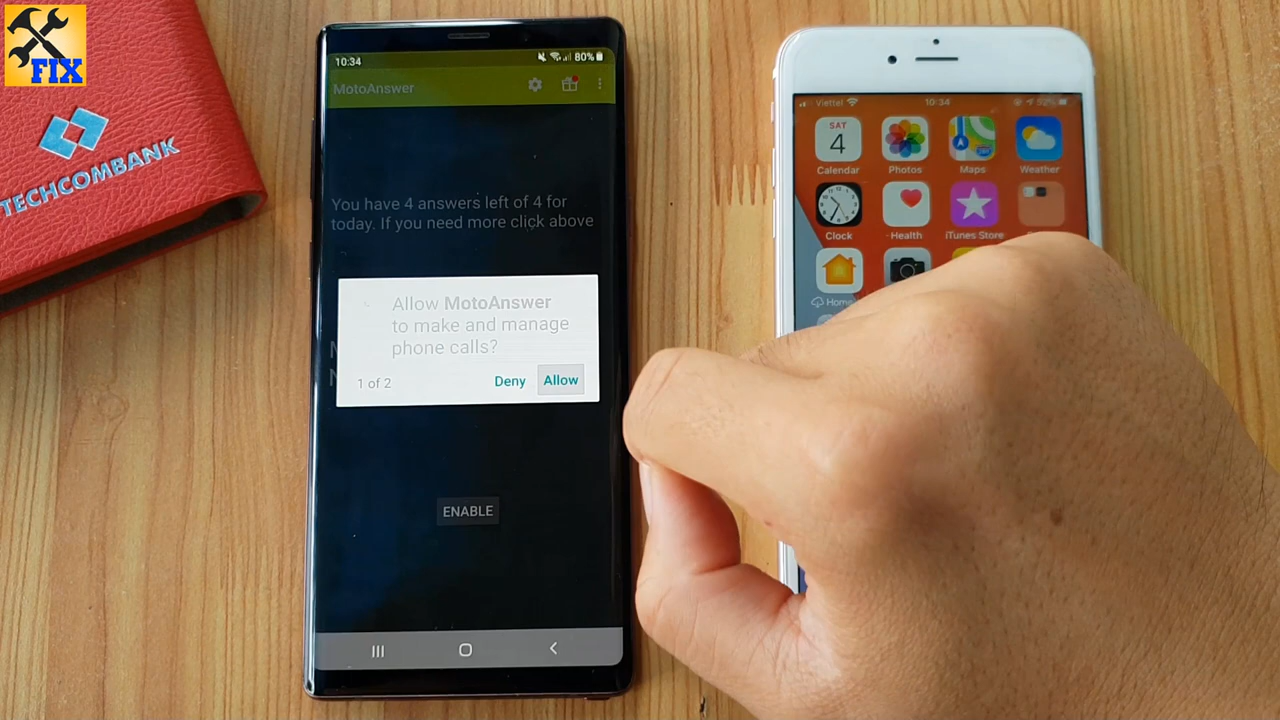 FIX
TECHCOMBANK
10:34
80%
MotoAnswer
You have 4 answers left of 4 for
today. If you need more click above
Allow MotoAnswer
to make and manage
phone calls?
1 of 2
Deny
Allow
ENABLE
Viettel
10:34
52%
SAT
4
Calendar
Photos
Maps
Weather
Clock
Health
iTunes Store
Home